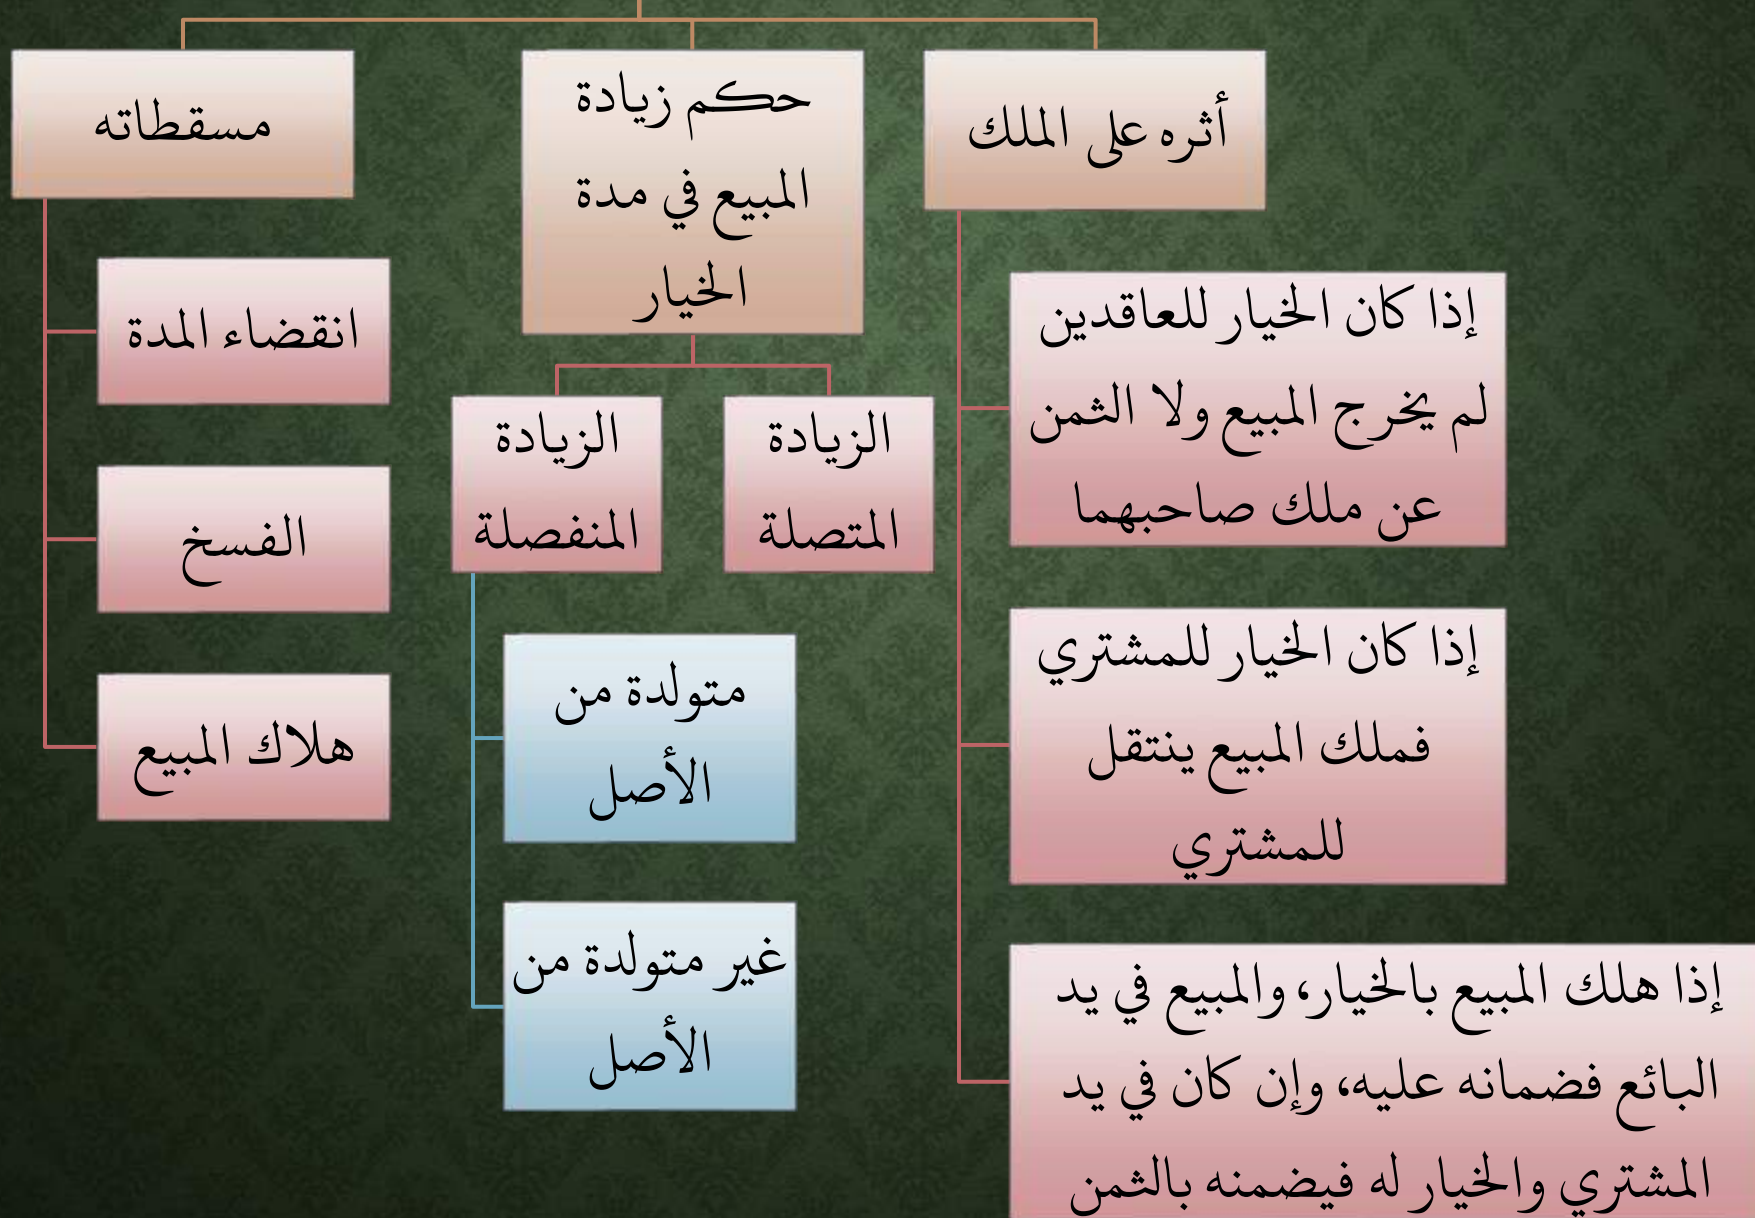 أثره على الملك
إذا كان الخيار للعاقدين
لم يخرج المبيع ولا الثمن
عن ملك صاحبهما
إذا كان الخيار للمشتري
فملك المبيع ينتقل
للمشتري
إذا هلك المبيع بالخيار، والمبيع في يد
البائع فضمانه عليه، وإن كان في يد
المشتري والخيار له فيضمنه بالثمن
حكم زيادة
المبيع في مدة
الخيار
الزيادة
المتصلة
الزيادة
المنفصلة
متولدة من
الأصل
غير متولدة من
الأصل
مسقطاته
انقضاء المدة
الفسخ
هلاك المبيع